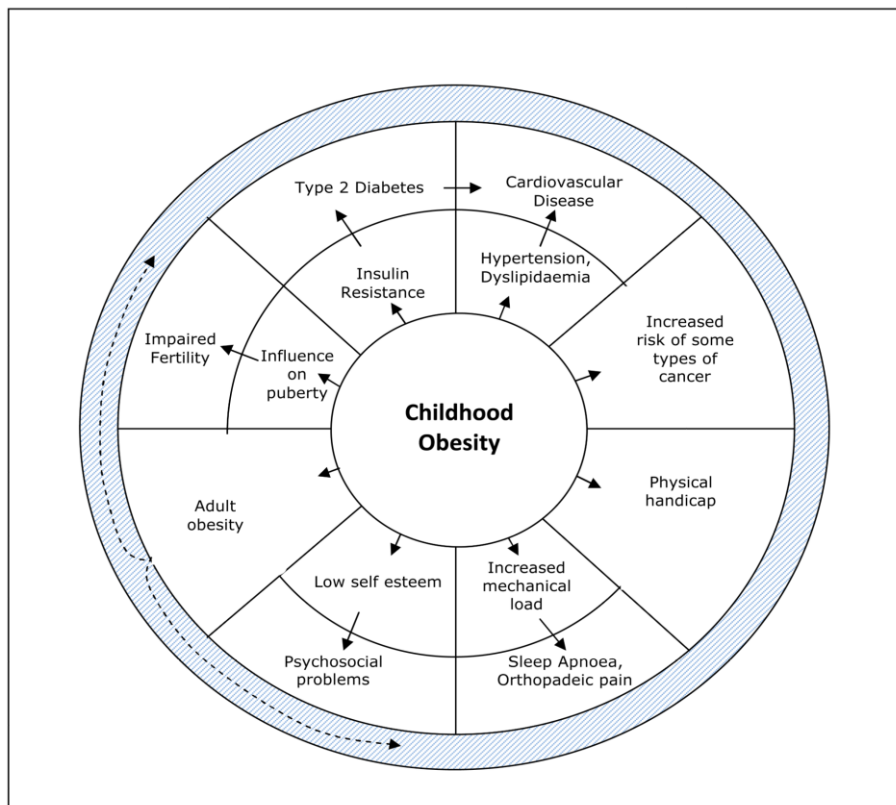 Type 2 Diabetes
Cardiovascular
Disease
Insulin
Resistance
Hypertension,
Dyslipidaemia
Impaired
Fertility
Influence
on
puberty
Increased
risk of some
types of
cancer
Childhood
Obesity
Adult
obesity
Physical
handicap
Low self esteem
Increased
mechanical
load
Psychosocial
problems
Sleep Apnoea,
Orthopadeic pain